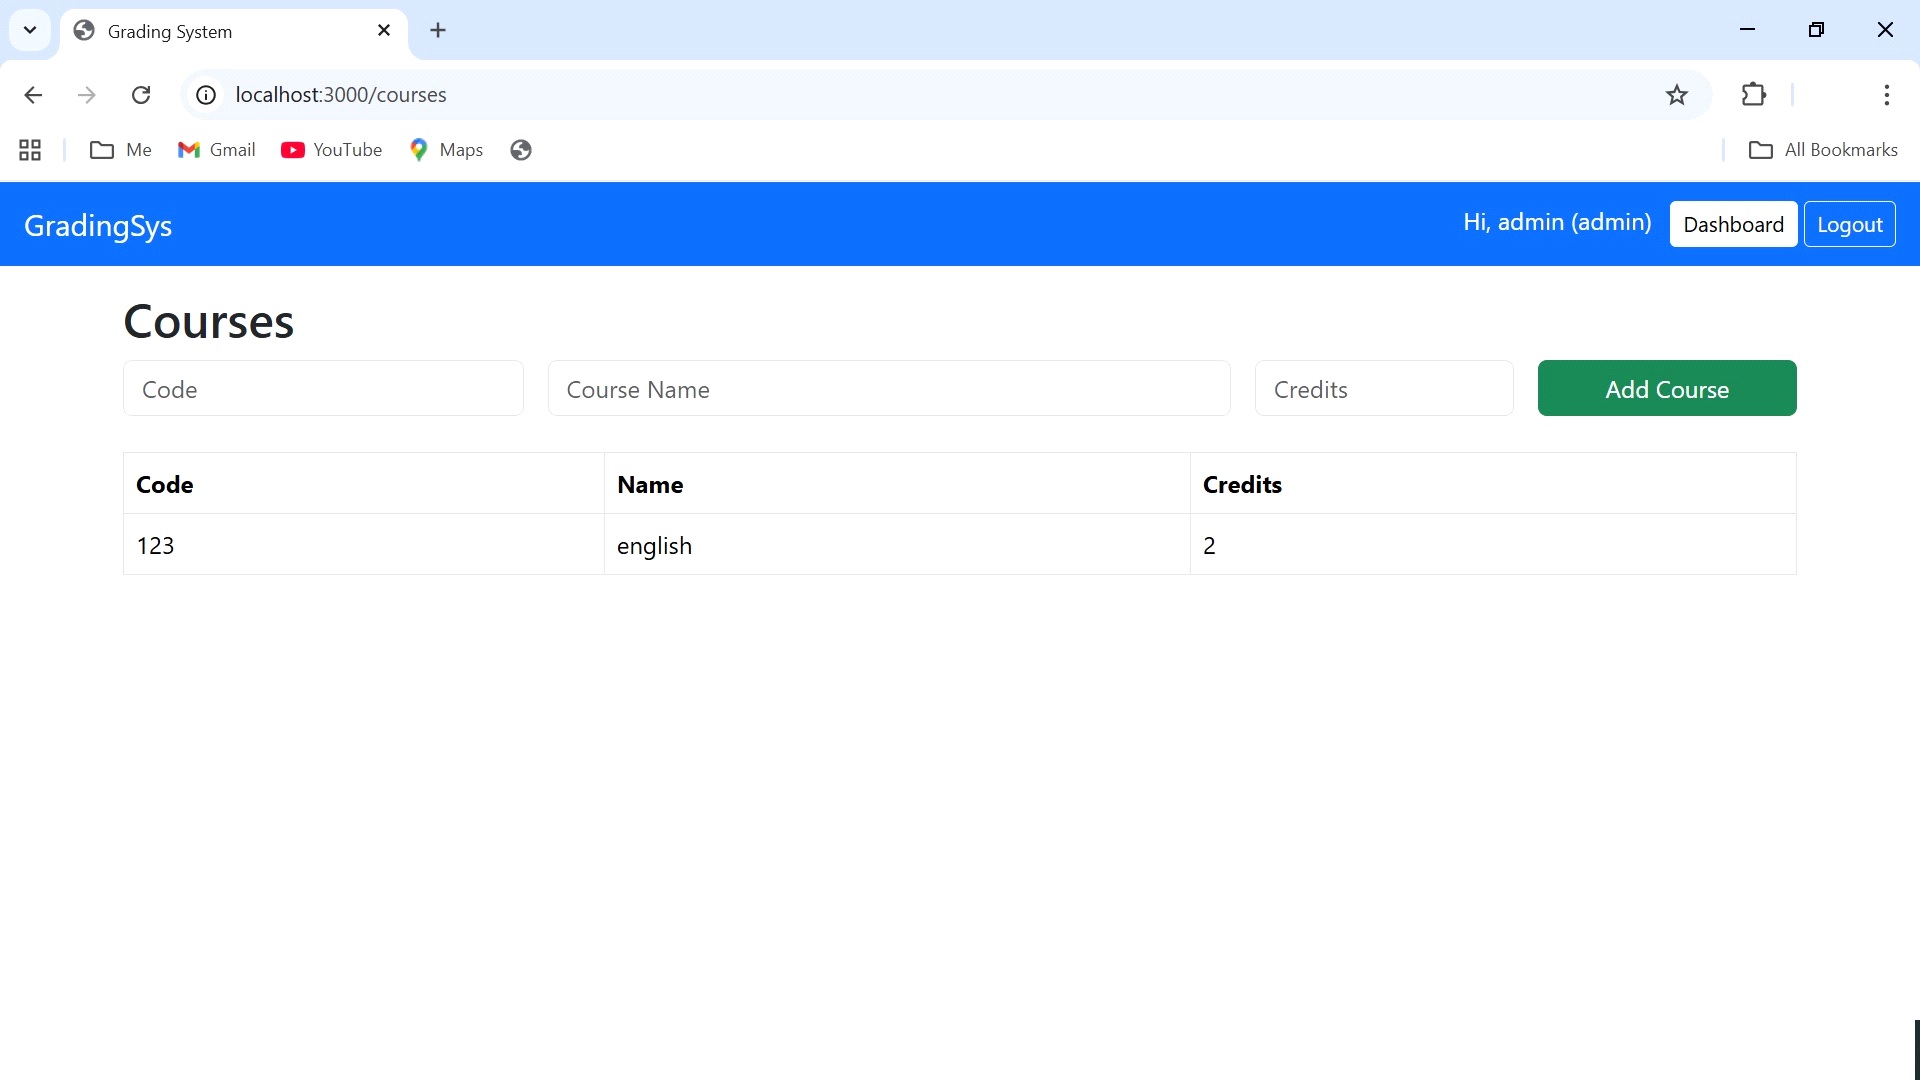 Grading System
localhost:3000/courses
Me Gmail YouTube Maps All Bookmarks
GradingSys Hi, admin (admin) Dashboard Logout
Courses
Code Course Name Credits Add Course
Code Name Credits
123 english 2